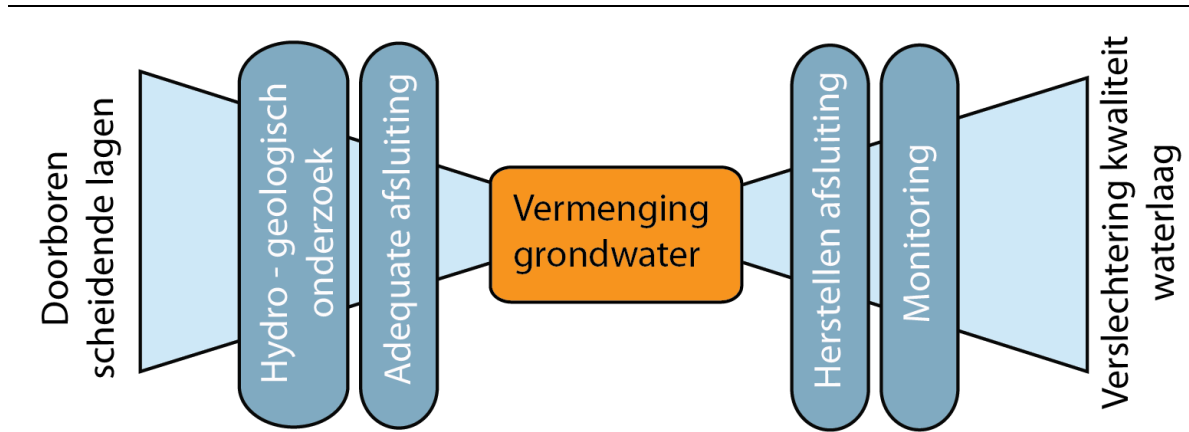 Doorboren
scheidende lagen
Hydro - geologisch
onderzoek
Adequate afsluiting
Vermenging
grondwater
Herstellen afsluiting
Monitoring
Verslechtering kwaliteit
waterlaag